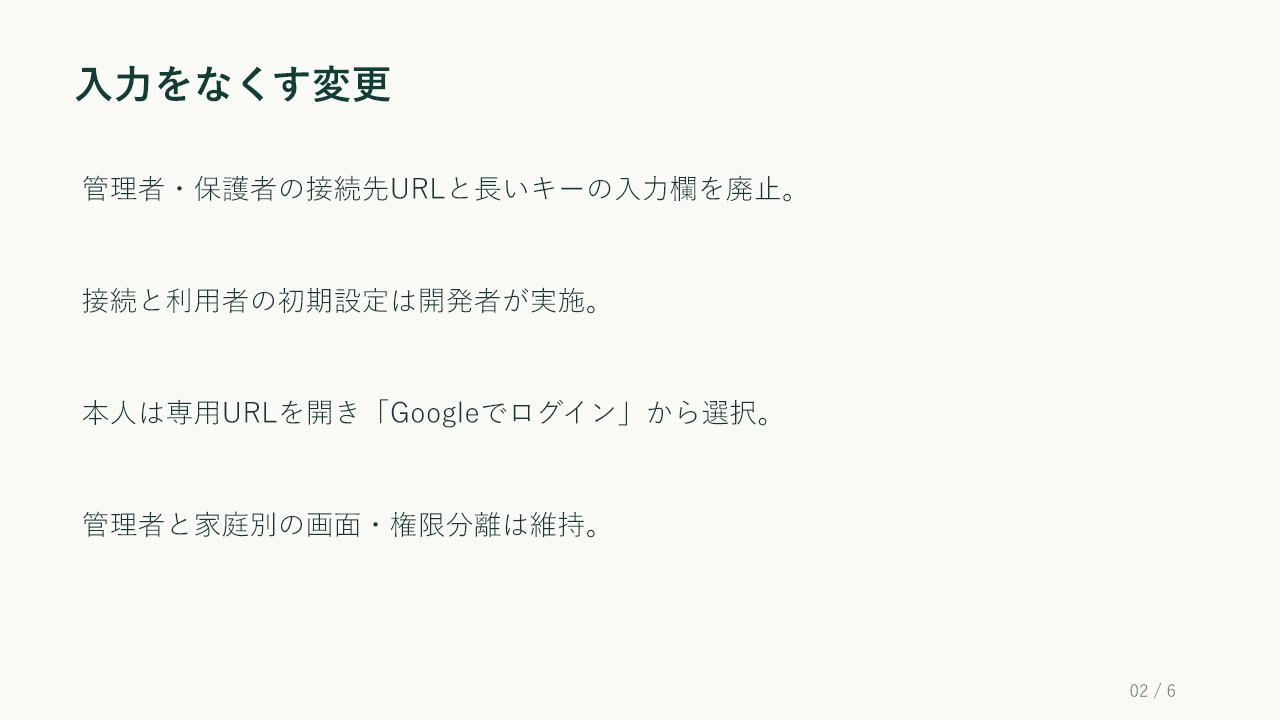 入力をなくす変更
管理者・保護者の接続先URLと長いキーの入力欄を廃止。
接続と利用者の初期設定は開発者が実施。
本人は専用URLを開き「Googleでログイン」から選択。
管理者と家庭別の画面・権限分離は維持。
02 / 6